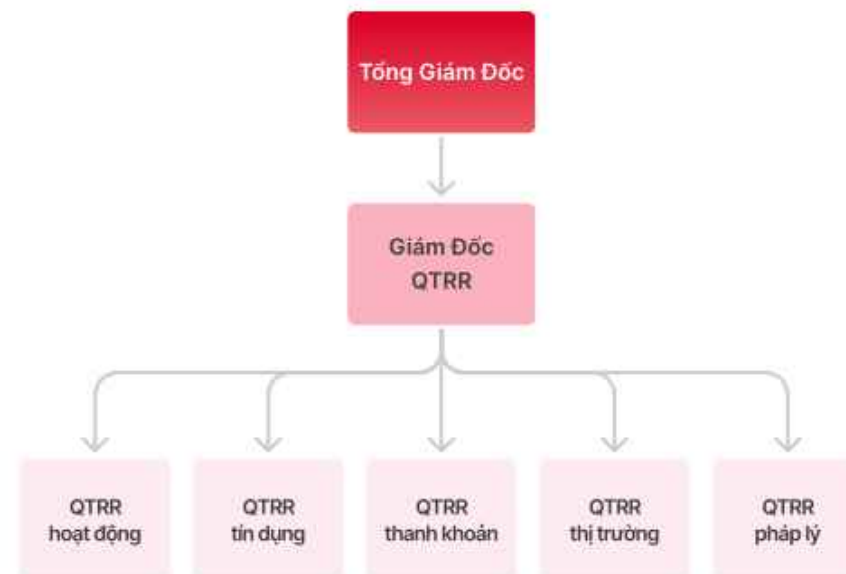 Tổng Giám Đốc
Giám Đốc
QTRR
QTRR
hoạt động
QTRR
tín dụng
QTRR
thanh khoản
QTRR
thị trường
QTRR
pháp lý